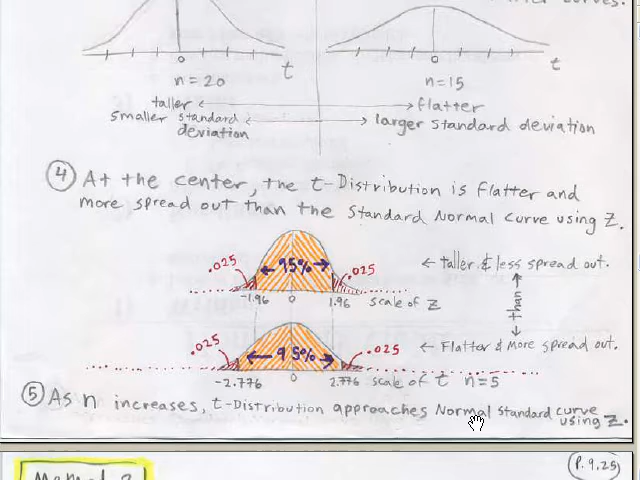 curves.
0 t 0 t
n = 20 n = 15
taller flatter
smaller standard deviation larger standard deviation
④ At the center, the t-Distribution is Flatter and
more spread out than the Standard Normal Curve using Z.
.025 95% .025 ← taller & less spread out.
-1.96 0 1.96 scale of z
than
.025 95% .025 ← Flatter & More spread out.
-2.776 0 2.776 scale of t n = 5
⑤ As n increases, t-Distribution approaches Normal Standard curve
using Z.
(P. 9.25)